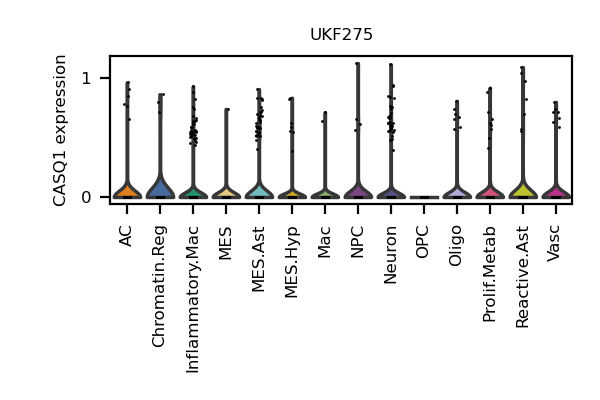 UKF275
CASQ1 expression
1
0
AC
Chromatin.Reg
Inflammatory.Mac
MES
MES.Ast
MES.Hyp
Mac
NPC
Neuron
OPC
Oligo
Prolif.Metab
Reactive.Ast
Vasc